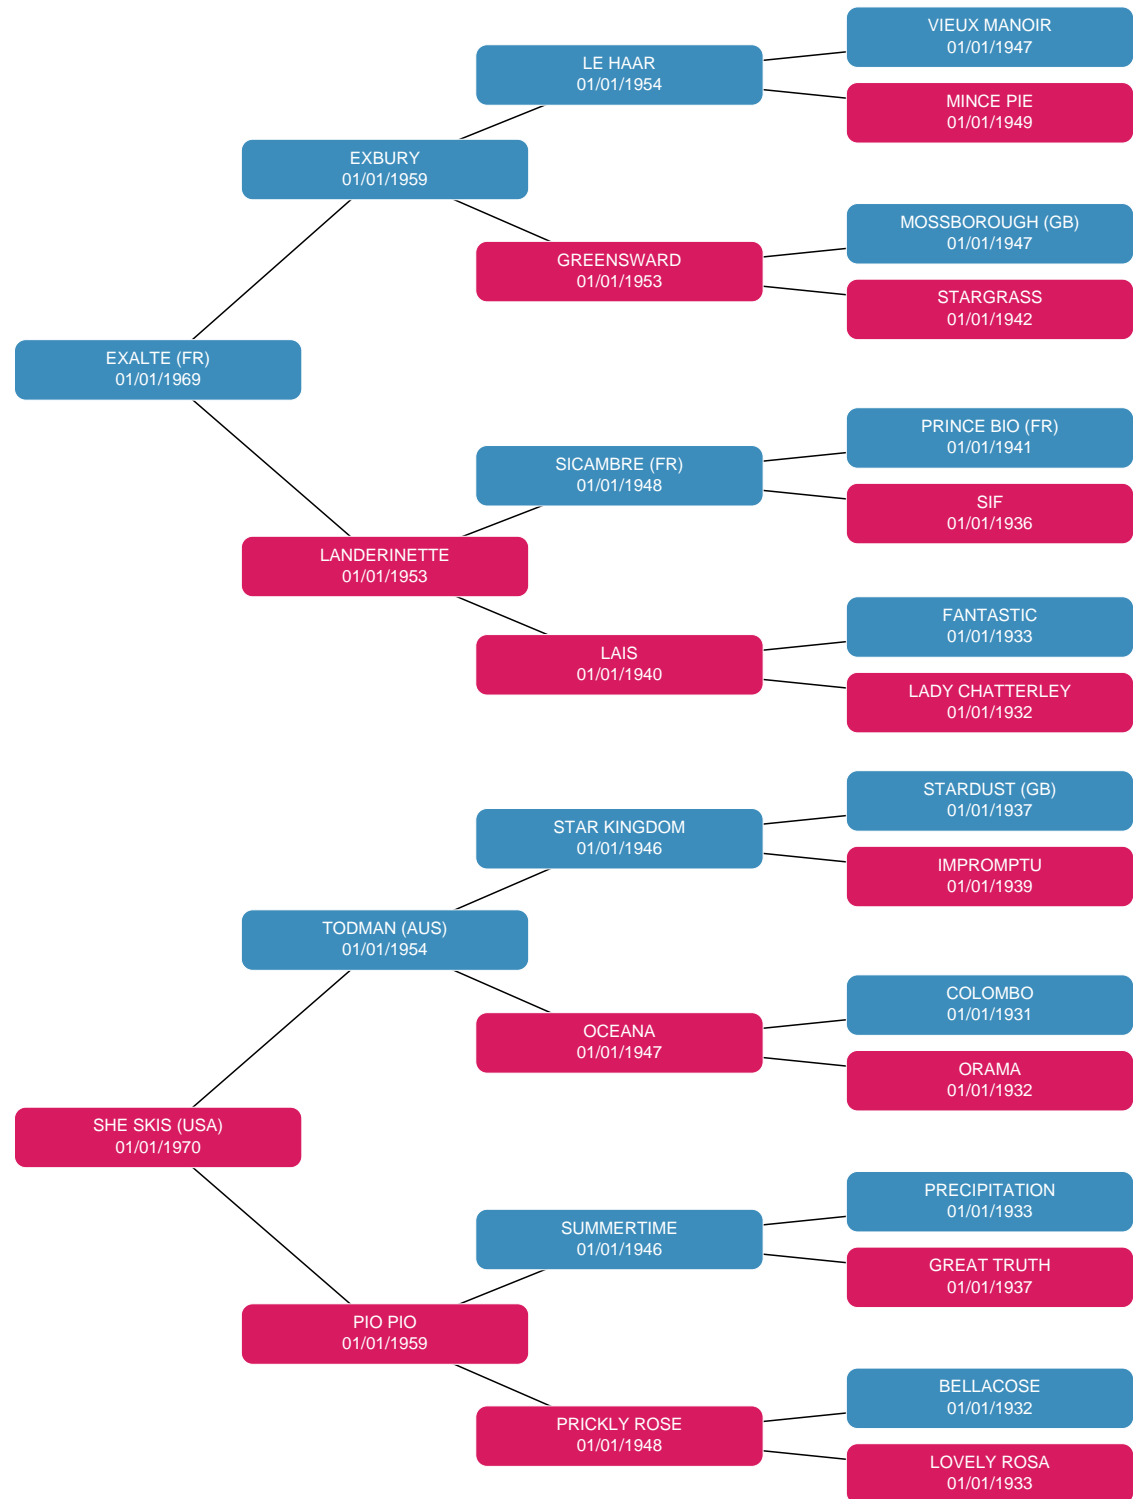 VIEUX MANOIR
01/01/1947
LE HAAR
01/01/1954
MINCE PIE
01/01/1949
EXBURY
01/01/1959
MOSSBOROUGH (GB)
01/01/1947
GREENSWARD
01/01/1953
STARGRASS
01/01/1942
EXALTE (FR)
01/01/1969
PRINCE BIO (FR)
01/01/1941
SICAMBRE (FR)
01/01/1948
SIF
01/01/1936
LANDERINETTE
01/01/1953
FANTASTIC
01/01/1933
LAIS
01/01/1940
LADY CHATTERLEY
01/01/1932
STARDUST (GB)
01/01/1937
STAR KINGDOM
01/01/1946
IMPROMPTU
01/01/1939
TODMAN (AUS)
01/01/1954
COLOMBO
01/01/1931
OCEANA
01/01/1947
ORAMA
01/01/1932
SHE SKIS (USA)
01/01/1970
PRECIPITATION
01/01/1933
SUMMERTIME
01/01/1946
GREAT TRUTH
01/01/1937
PIO PIO
01/01/1959
BELLACOSE
01/01/1932
PRICKLY ROSE
01/01/1948
LOVELY ROSA
01/01/1933